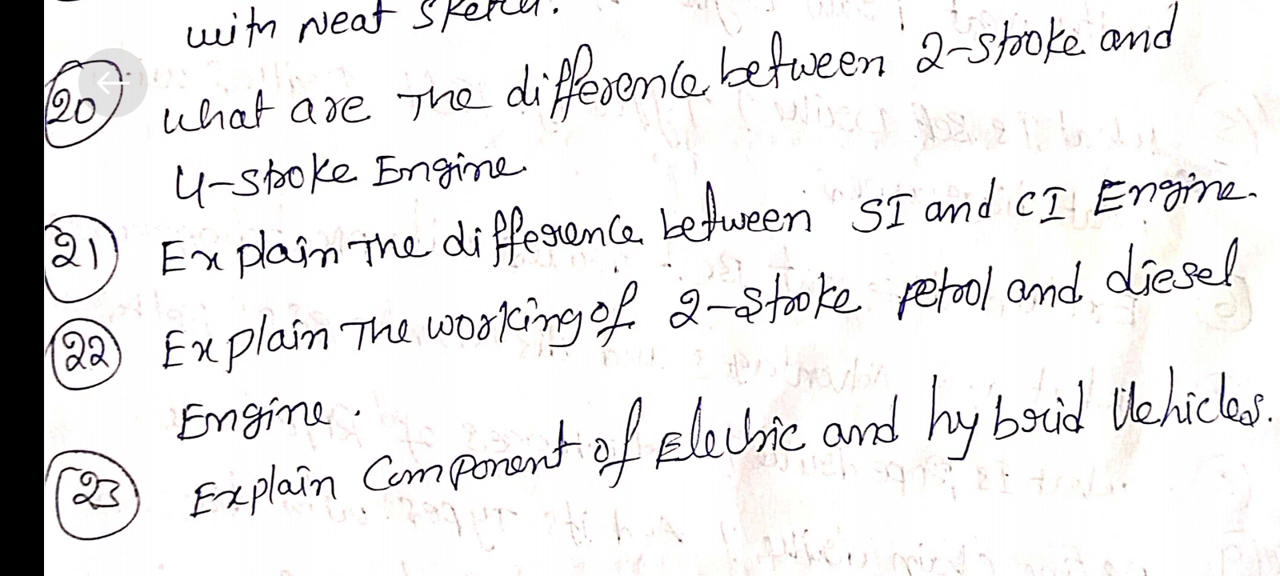 with Neat Sketch.
20 what are The difference between 2-stroke and
4-stroke Engine.
21 Explain The difference between SI and CI Engine.
22 Explain The working of 2-stroke petrol and diesel
Engine.
23 Explain Component of Electric and hybrid Vehicles.